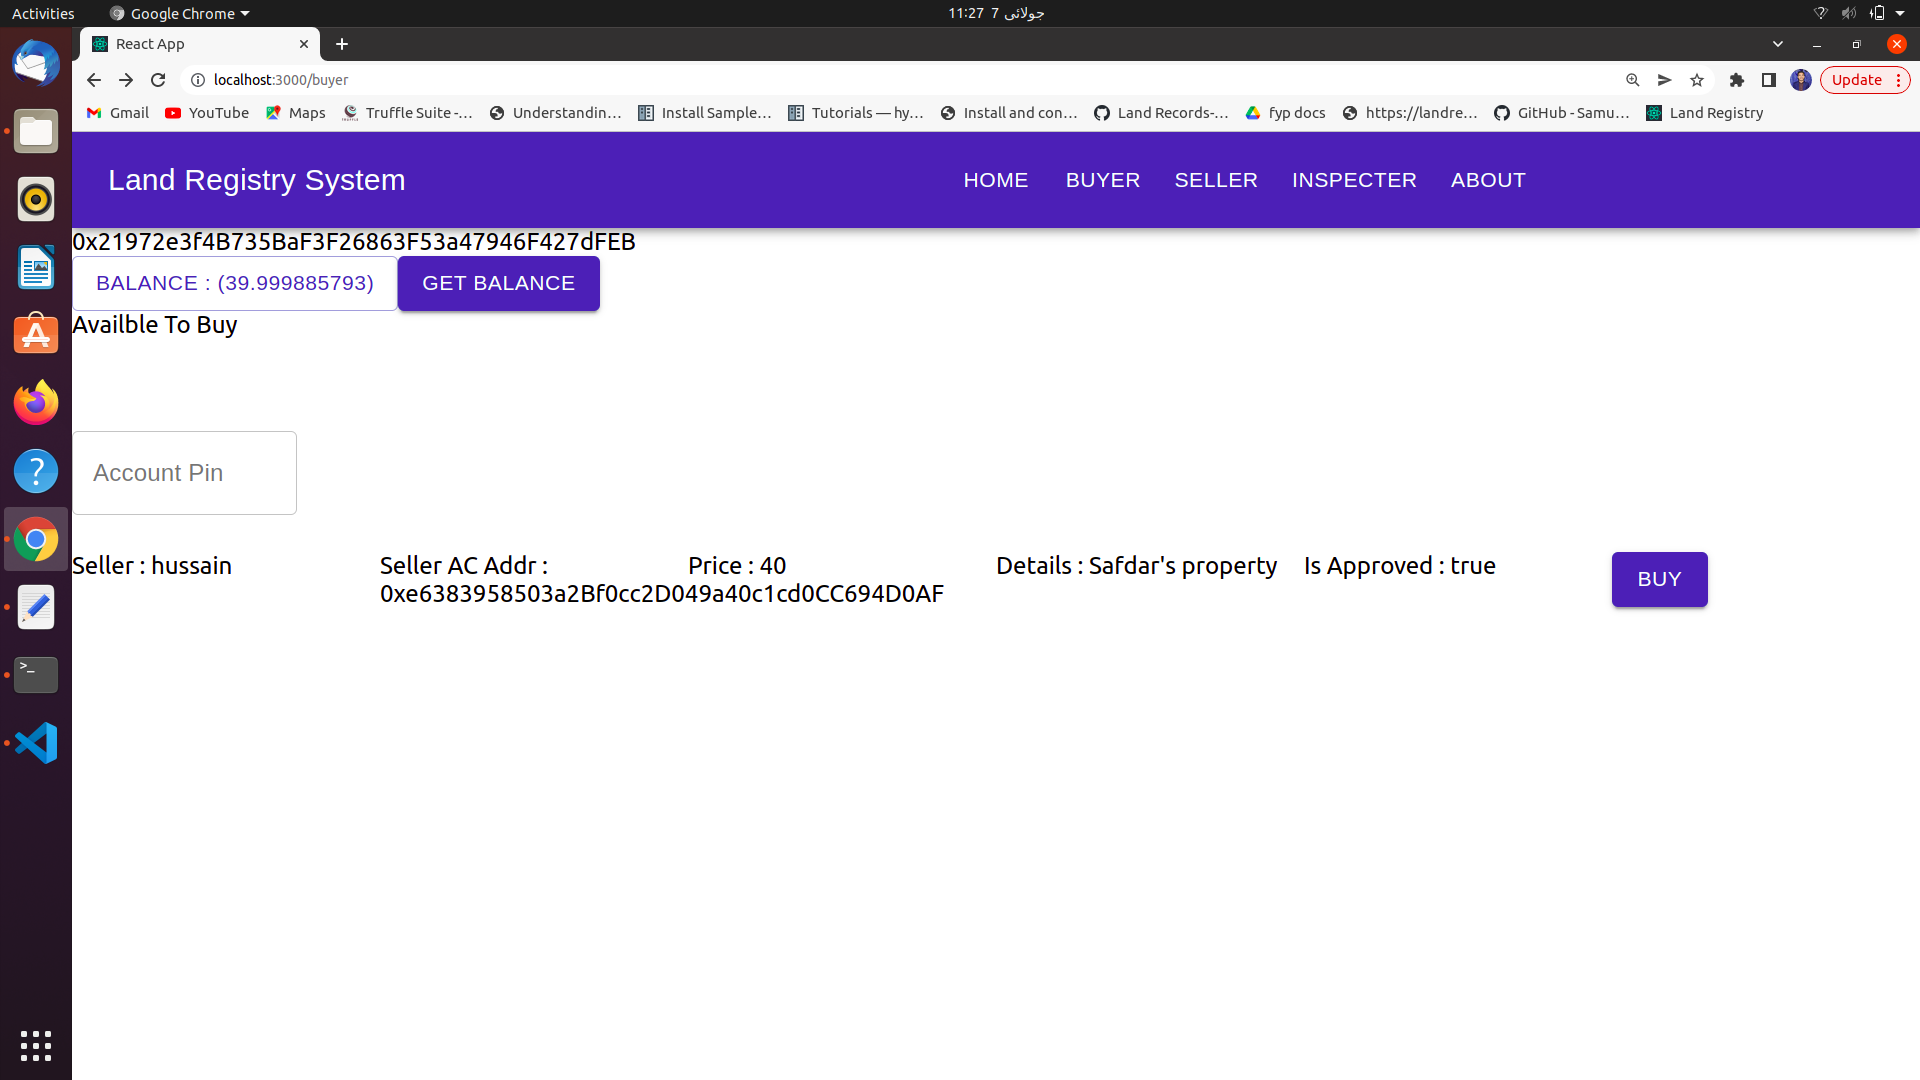 Activities
Google Chrome
11:27 7 جولائی
React App
localhost:3000/buyer
Update
Gmail
YouTube
Maps
Truffle Suite -...
Understandin...
Install Sample...
Tutorials — hy...
Install and con...
Land Records-...
fyp docs
https://landre...
GitHub - Samu...
Land Registry
Land Registry System
HOME
BUYER
SELLER
INSPECTER
ABOUT
0x21972e3f4B735BaF3F26863F53a47946F427dFEB
BALANCE : (39.999885793)
GET BALANCE
Availble To Buy
Account Pin
Seller : hussain
Seller AC Addr :
0xe6383958503a2Bf0cc2D049a40c1cd0CC694D0AF
Price : 40
Details : Safdar's property
Is Approved : true
BUY